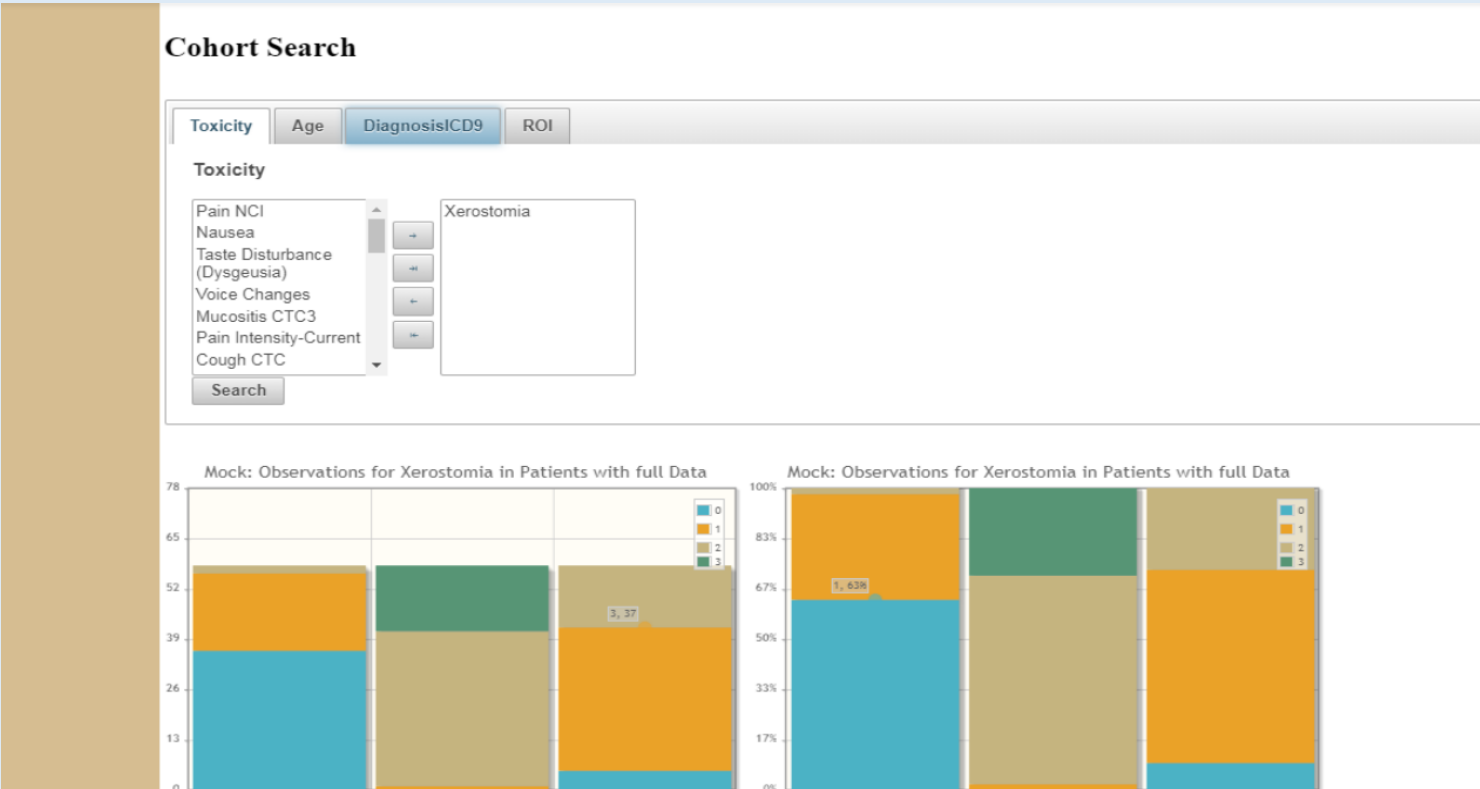 Cohort Search
Toxicity Age DiagnosisICD9 ROI
Toxicity
Pain NCI
Nausea
Taste Disturbance
(Dysgeusia)
Voice Changes
Mucositis CTC3
Pain Intensity-Current
Cough CTC
Xerostomia
Search
Mock: Observations for Xerostomia in Patients with full Data
78
65
52
39
26
13
0
0
1
2
3
3, 37
Mock: Observations for Xerostomia in Patients with full Data
100%
83%
67%
50%
33%
17%
0%
0
1
2
3
1, 63%